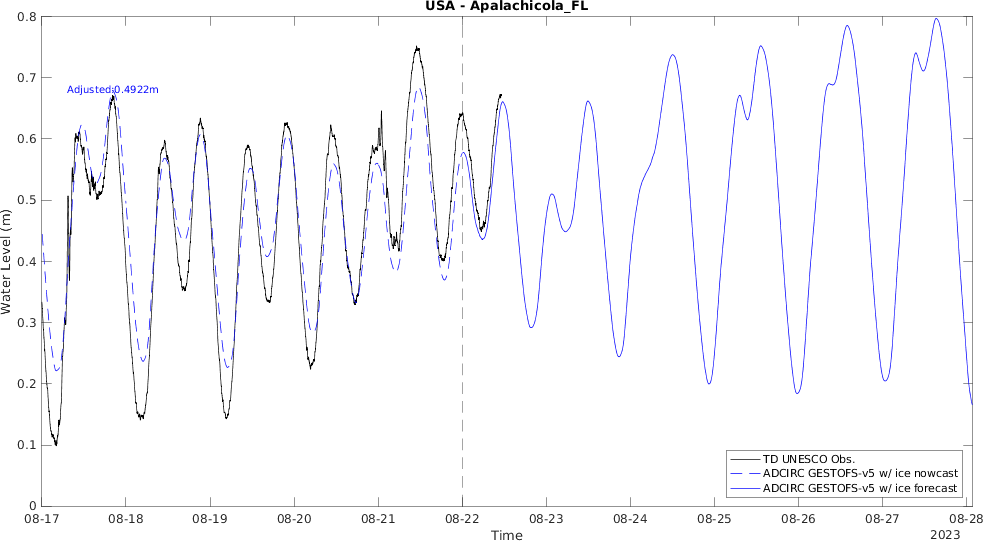 USA - Apalachicola_FL
0.8
0.7
0.6
0.5
0.4
0.3
0.2
0.1
0
Water Level (m)
Adjusted:0.4922m
TD UNESCO Obs.
ADCIRC GESTOFS-v5 w/ ice nowcast
ADCIRC GESTOFS-v5 w/ ice forecast
08-17 08-18 08-19 08-20 08-21 08-22 08-23 08-24 08-25 08-26 08-27 08-28
Time
2023